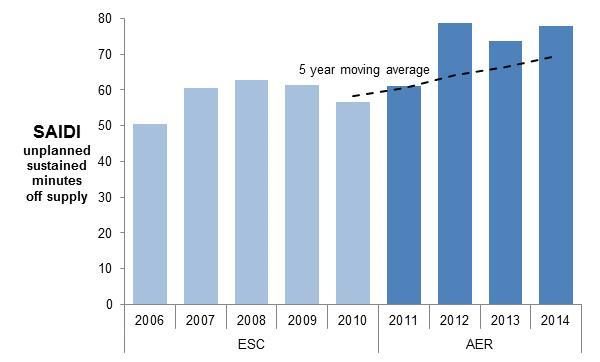 80
70
60
50
40
30
20
10
0
SAIDI
unplanned
sustained
minutes
off supply
5 year moving average
2006 2007 2008 2009 2010 2011 2012 2013 2014
ESC AER